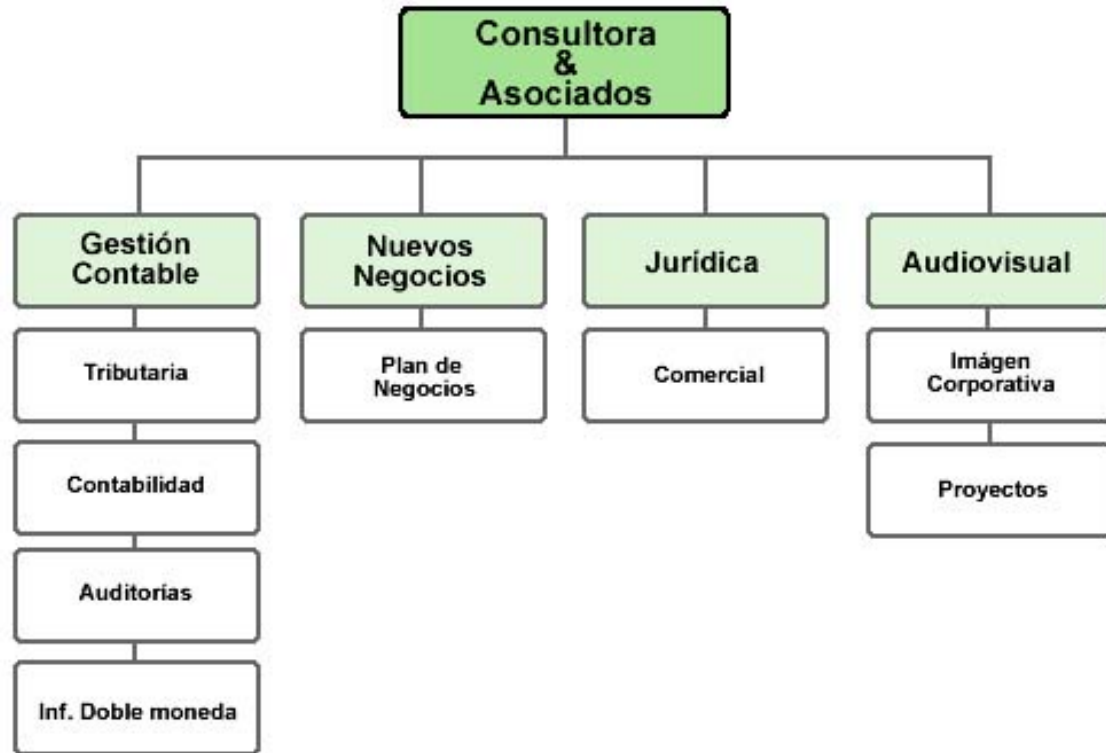 Consultora
&
Asociados
Gestión
Contable
Nuevos
Negocios
Jurídica
Audiovisual
Tributaria
Plan de
Negocios
Comercial
Imágen
Corporativa
Contabilidad
Proyectos
Auditorías
Inf. Doble moneda